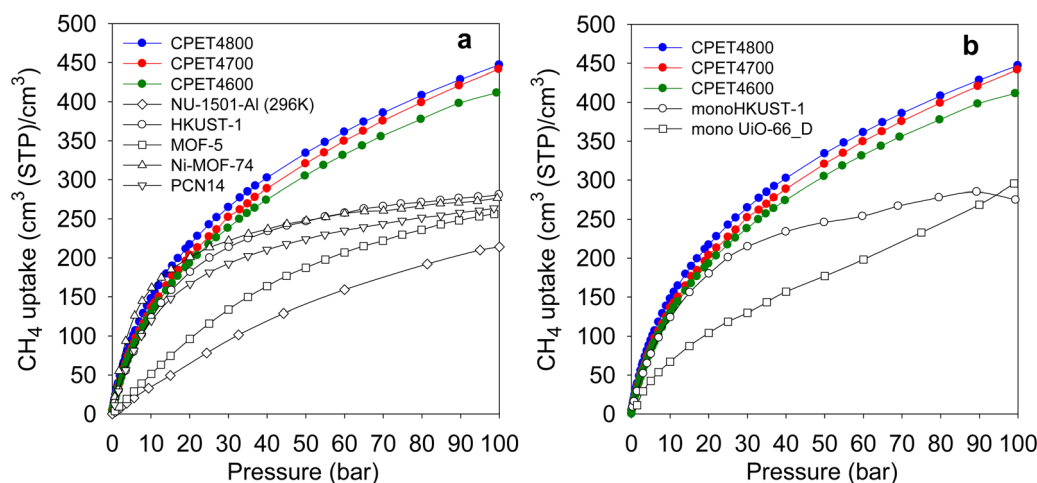 a
CH4 uptake (cm3 (STP)/cm3)
500
450
400
350
300
250
200
150
100
50
0
CPET4800
CPET4700
CPET4600
NU-1501-Al (296K)
HKUST-1
MOF-5
Ni-MOF-74
PCN14
0 10 20 30 40 50 60 70 80 90 100
Pressure (bar)
b
CH4 uptake (cm3 (STP)/cm3)
500
450
400
350
300
250
200
150
100
50
0
CPET4800
CPET4700
CPET4600
monoHKUST-1
mono UiO-66_D
0 10 20 30 40 50 60 70 80 90 100
Pressure (bar)